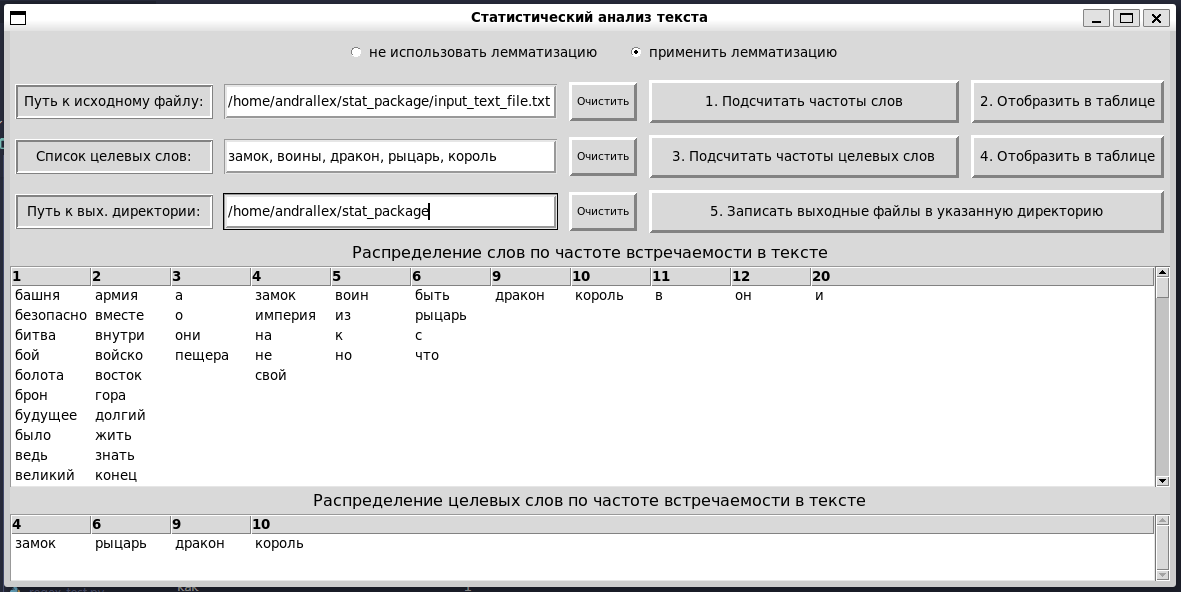 Статистический анализ текста
не использовать лемматизацию применить лемматизацию
Путь к исходному файлу: /home/andrallex/stat_package/input_text_file.txt Очистить 1. Подсчитать частоты слов 2. Отобразить в таблице
Список целевых слов: замок, воины, дракон, рыцарь, король Очистить 3. Подсчитать частоты целевых слов 4. Отобразить в таблице
Путь к вых. директории: /home/andrallex/stat_package Очистить 5. Записать выходные файлы в указанную директорию
Распределение слов по частоте встречаемости в тексте
1 2 3 4 5 6 9 10 11 12 20
башня армия а замок воин быть дракон король в он и
безопасно вместе о империя из рыцарь
битва внутри они на к с
бой войско пещера не но что
болота восток свой
брон гора
будущее долгий
было жить
ведь знать
великий конец
Распределение целевых слов по частоте встречаемости в тексте
4 6 9 10
замок рыцарь дракон король